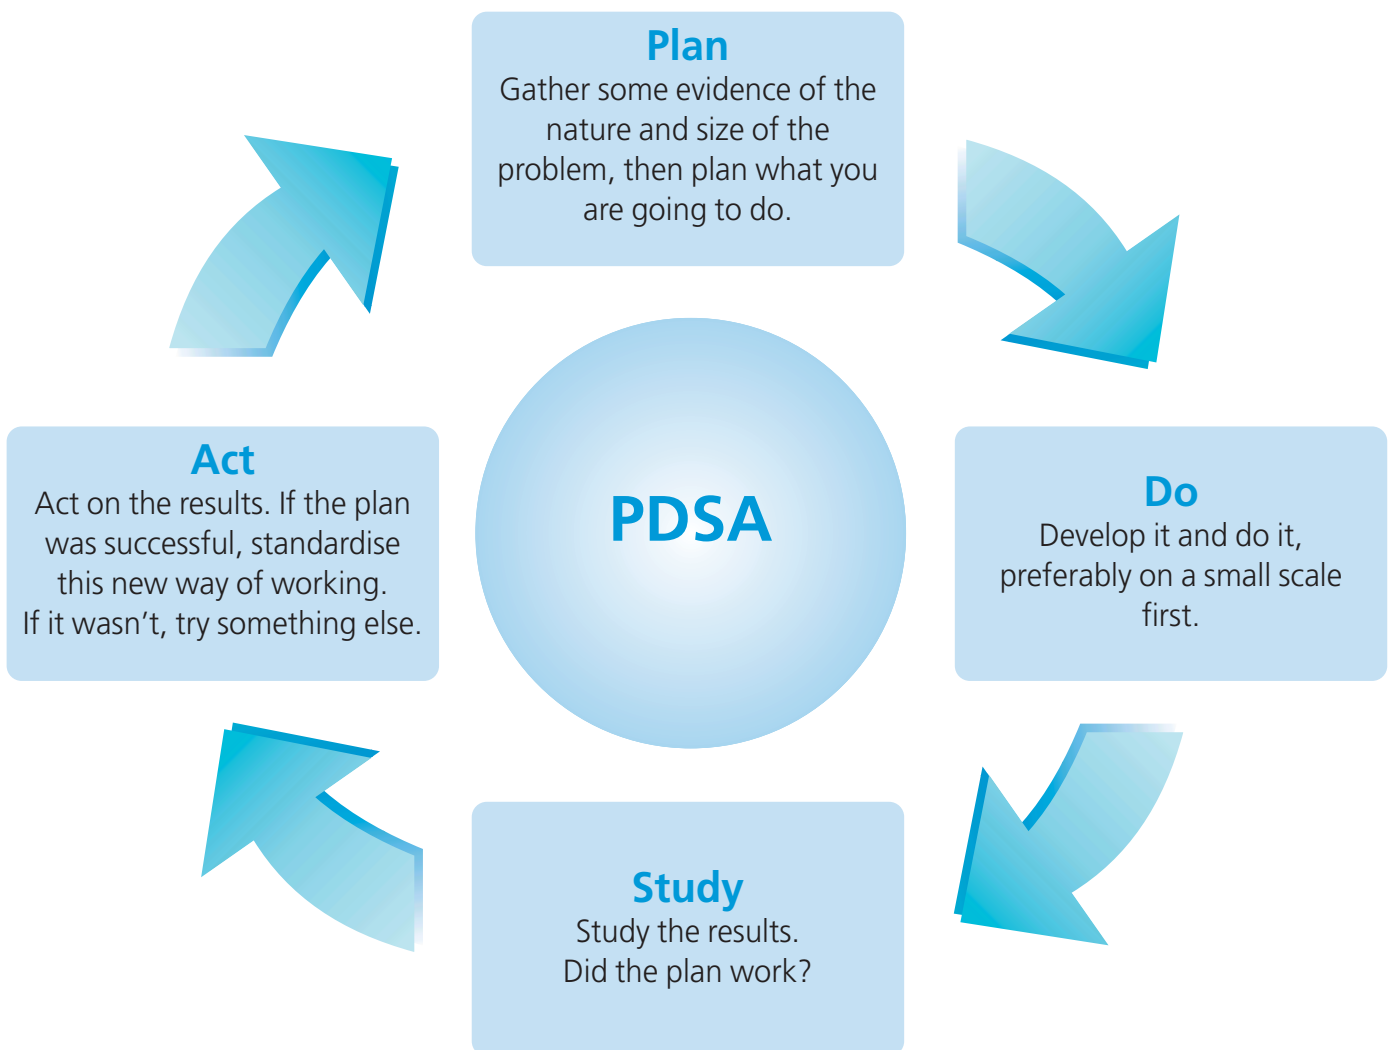 Plan
Gather some evidence of the
nature and size of the
problem, then plan what you
are going to do.
Act
Act on the results. If the plan
was successful, standardise
this new way of working.
If it wasn’t, try something else.
PDSA
Do
Develop it and do it,
preferably on a small scale
first.
Study
Study the results.
Did the plan work?